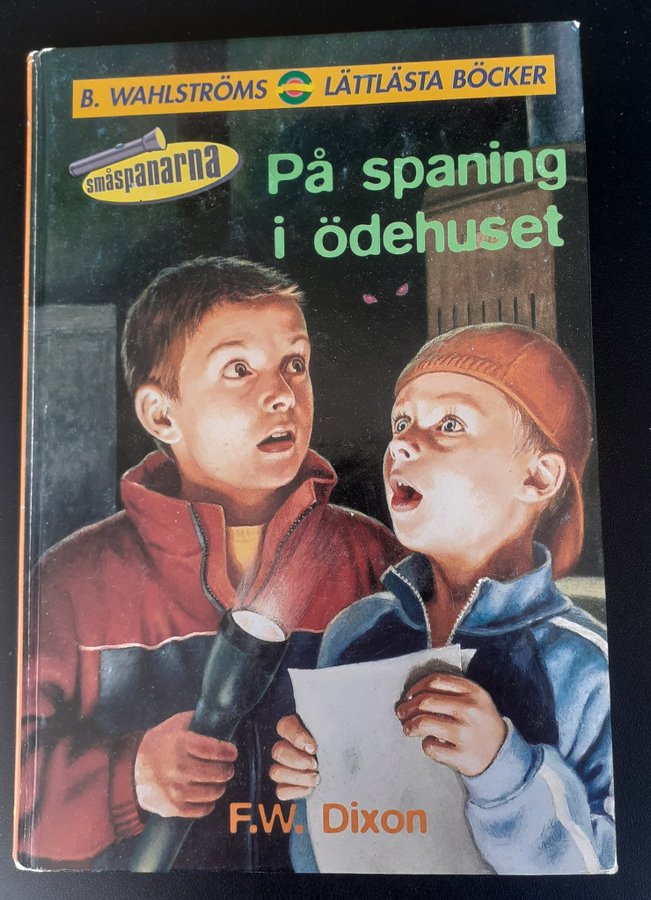 B. WAHLSTRÖMS LÄTTLÄSTA BÖCKER
småspanarna
På spaning
i ödehuset
F.W. Dixon